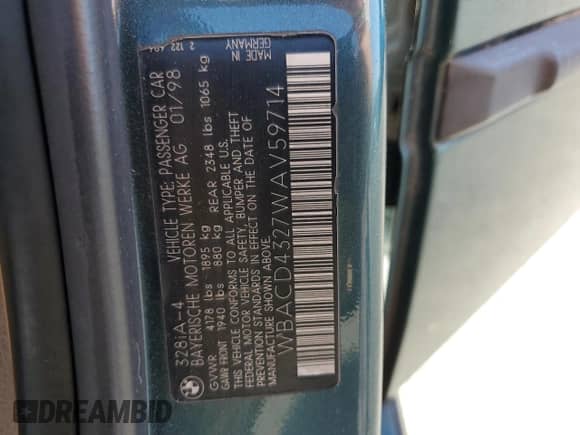 328iA-4 VEHICLE TYPE: PASSENGER CAR
BAYERISCHE MOTOREN WERKE AG 01/98
GVWR 4178 lbs 1895 kg
GAWR FRONT 1940 lbs 880 kg REAR 2348 lbs 1065 kg
THIS VEHICLE CONFORMS TO ALL APPLICABLE U.S.
FEDERAL MOTOR VEHICLE SAFETY, BUMPER AND THEFT
PREVENTION STANDARDS IN EFFECT ON THE DATE OF
MANUFACTURE SHOWN ABOVE.
WBACD4327WAV59714
MADE IN
GERMANY
2 122
DREAMBID